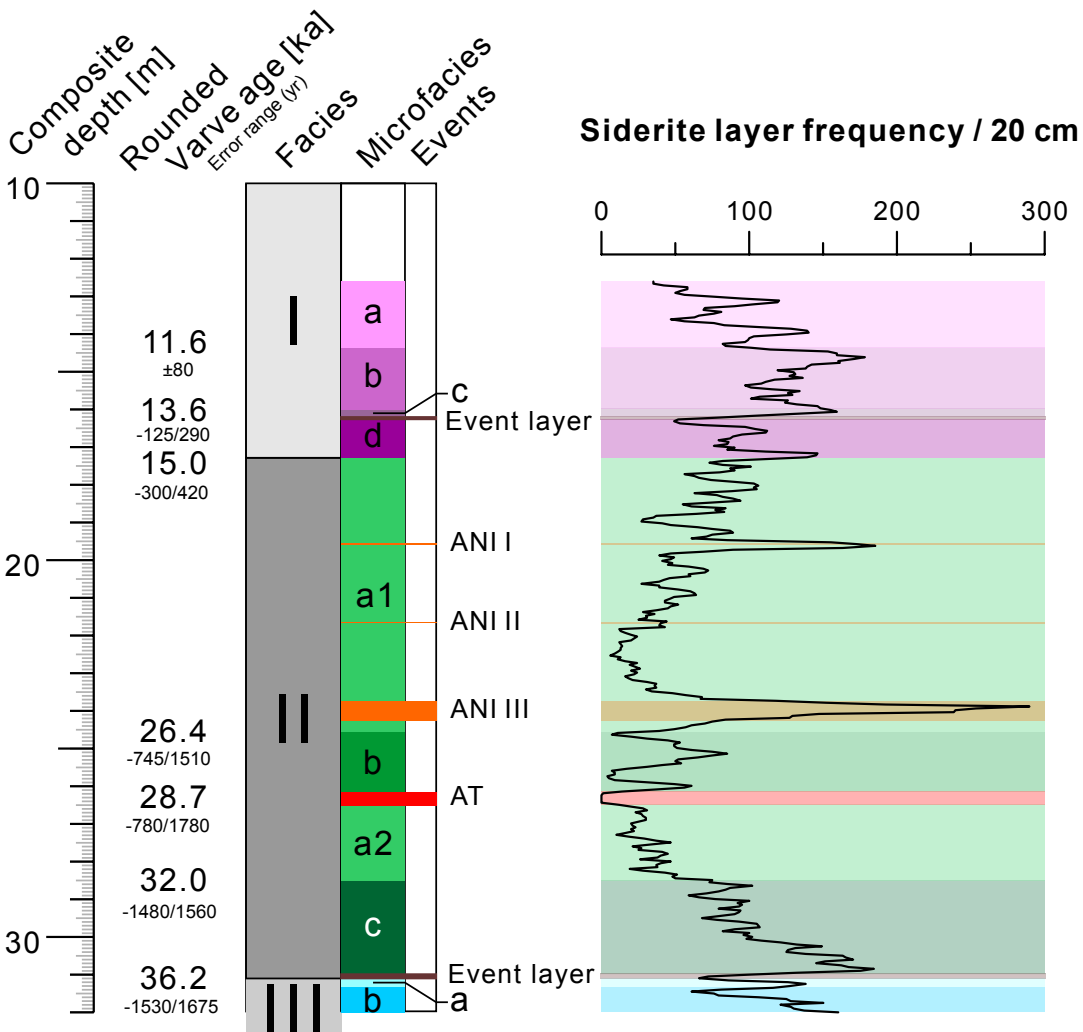 Composite
depth [m]
Rounded
Varve age [ka]
Error range (yr)
Facies
Microfacies
Events
Siderite layer frequency / 20 cm
0
100
200
300
10
20
30
11.6
±80
13.6
-125/290
15.0
-300/420
26.4
-745/1510
28.7
-780/1780
32.0
-1480/1560
36.2
-1530/1675
I
II
III
a
b
c
Event layer
d
ANI I
a1
ANI II
ANI III
b
AT
a2
c
Event layer
a
b